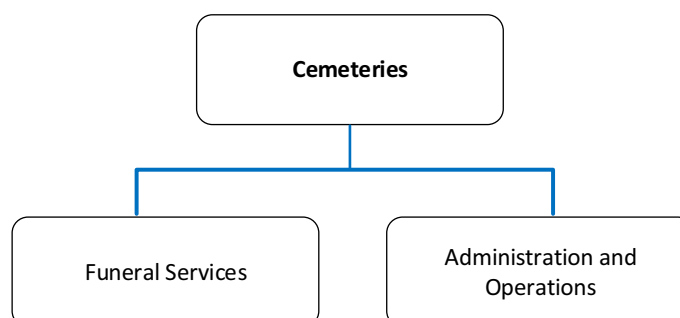 Cemeteries
Funeral Services
Administration and
Operations